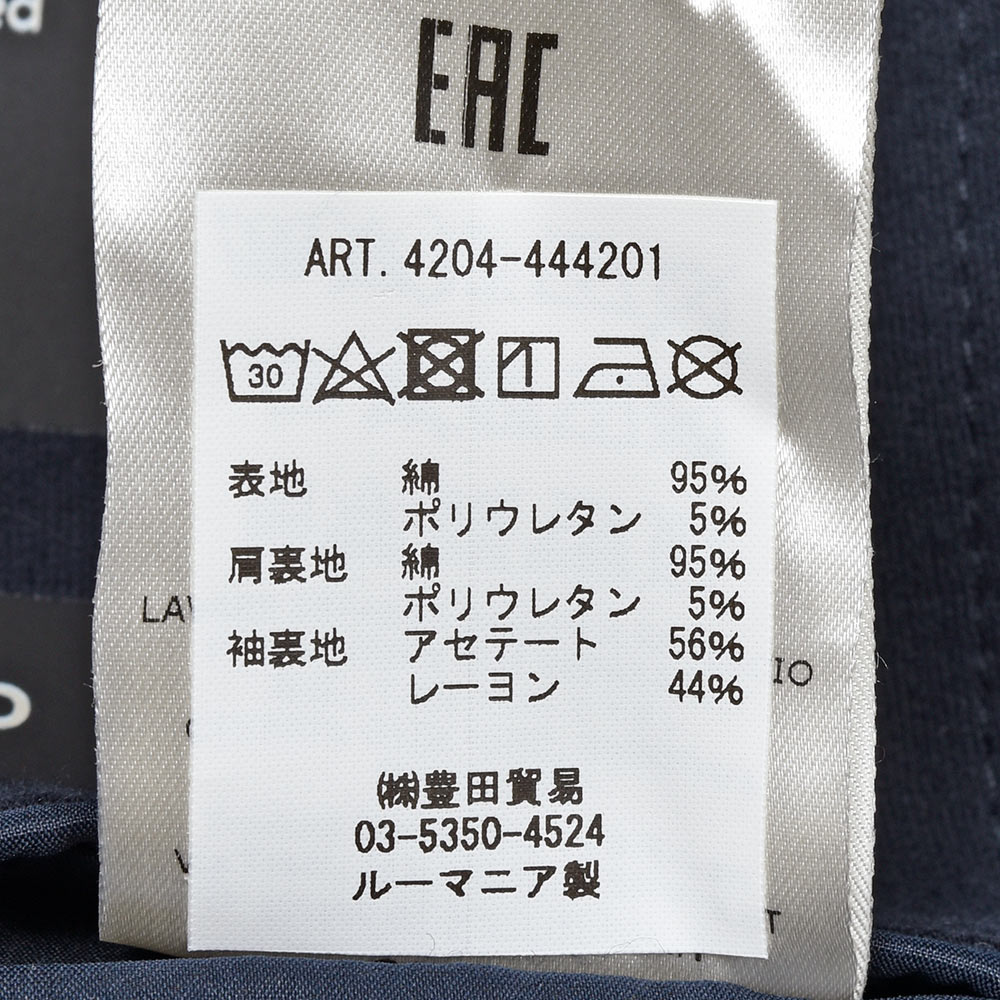 ed
EAC
ART. 4204-444201
30
表地 綿 95%
ポリウレタン 5%
肩裏地 綿 95%
ポリウレタン 5%
袖裏地 アセテート 56%
レーヨン 44%
㈱豊田貿易
03-5350-4524
ルーマニア製